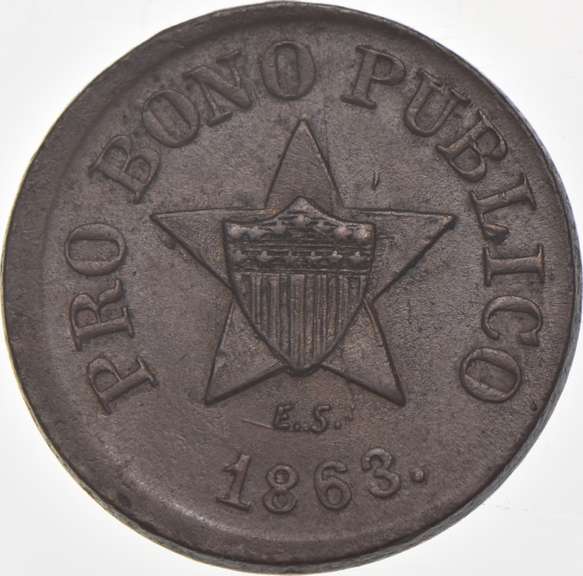 PRO BONO PUBLICO
E.S.
1863.